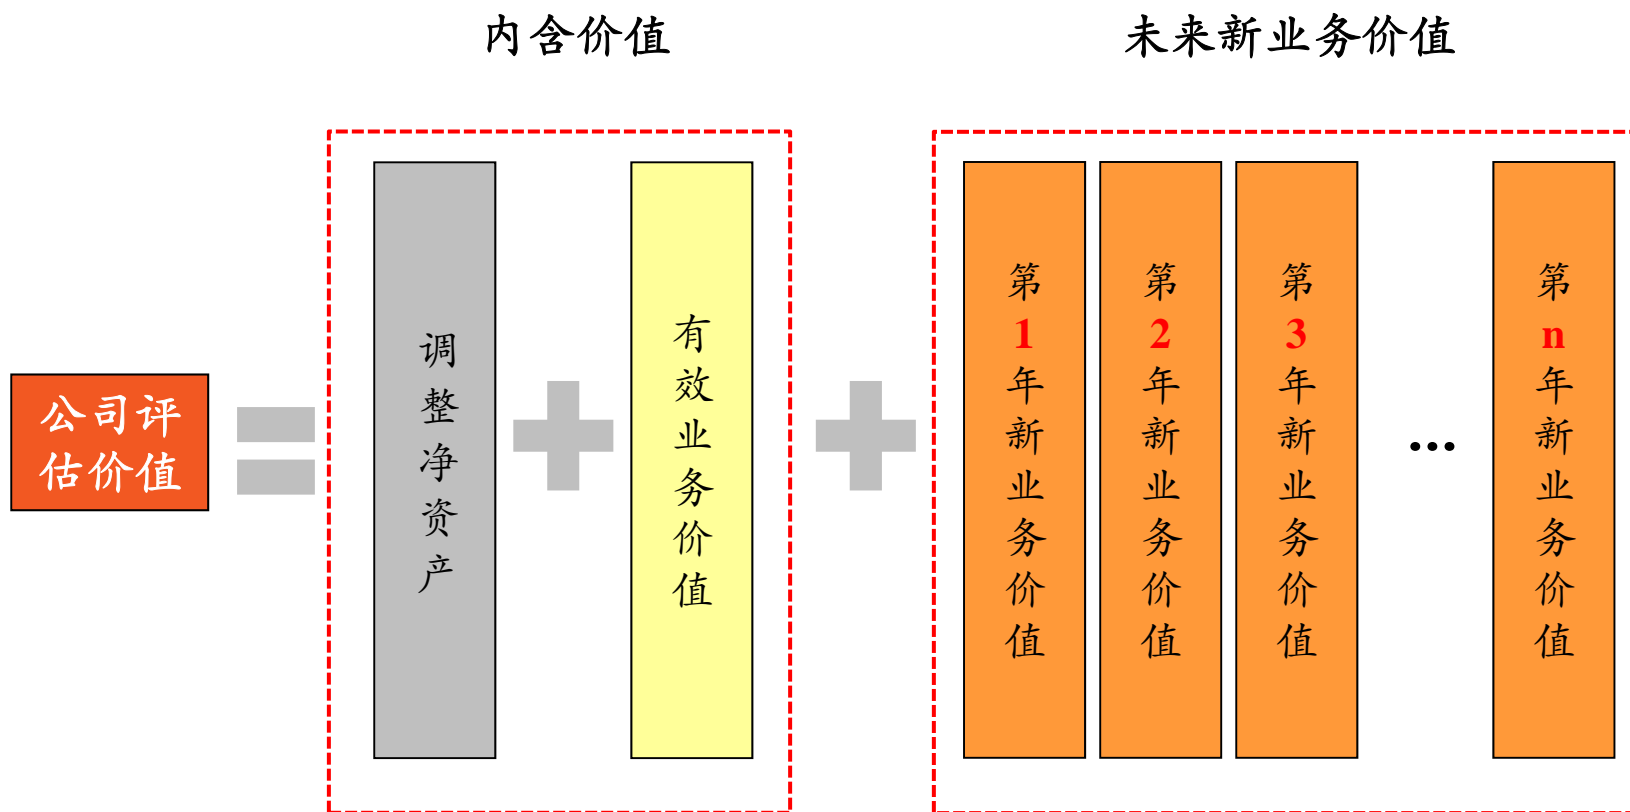 内含价值
未来新业务价值
公司评
估价值
调整净资产
有效业务价值
第1年新业务价值
第2年新业务价值
第3年新业务价值
...
第n年新业务价值